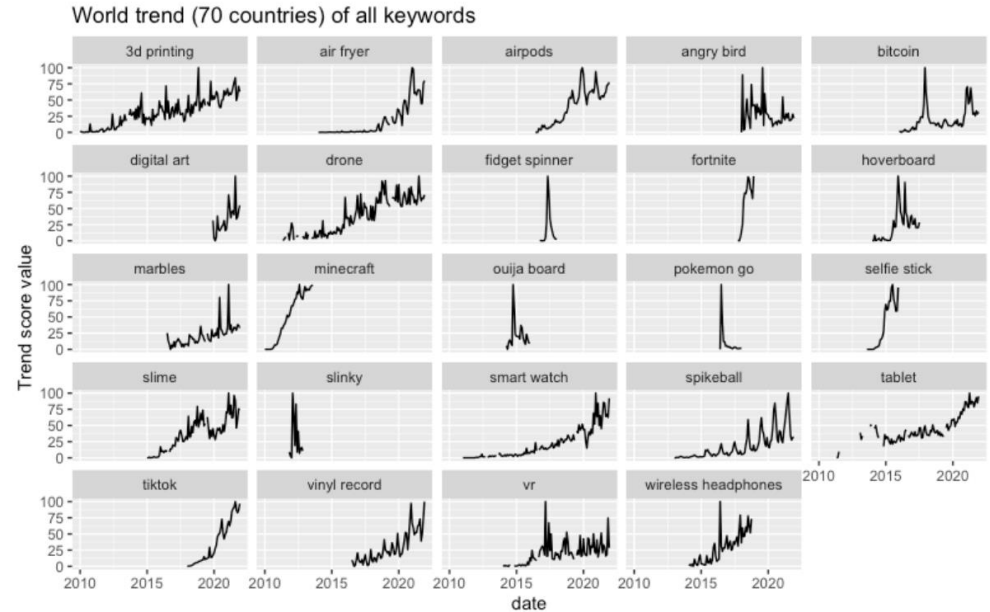 World trend (70 countries) of all keywords
3d printing air fryer airpods angry bird bitcoin
100
75
50
25
0
digital art drone fidget spinner fortnite hoverboard
100
75
50
25
0
marbles minecraft ouija board pokemon go selfie stick
100
75
50
25
0
slime slinky smart watch spikeball tablet
100
75
50
25
0
2010 2015 2020
tiktok vinyl record vr wireless headphones
100
75
50
25
0
2010 2015 2020 2010 2015 2020 2010 2015 2020 2010 2015 2020
date
Trend score value